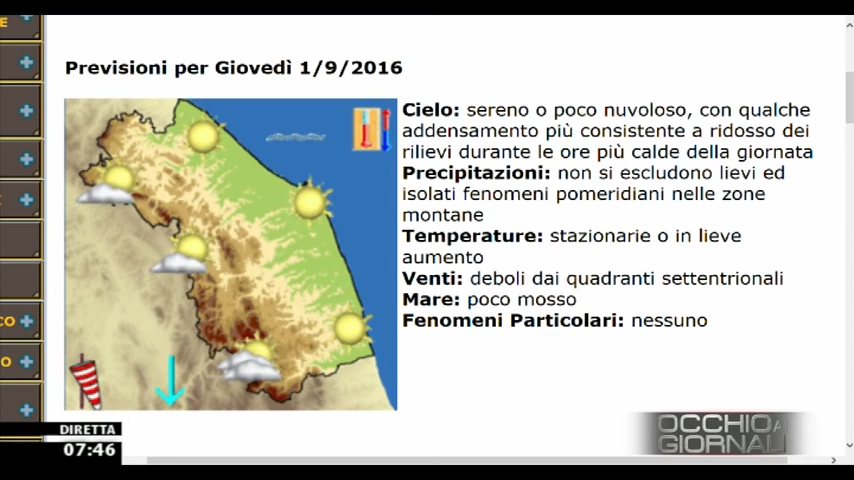 E
Previsioni per Giovedì 1/9/2016
Cielo: sereno o poco nuvoloso, con qualche
addensamento più consistente a ridosso dei
rilievi durante le ore più calde della giornata
Precipitazioni: non si escludono lievi ed
isolati fenomeni pomeridiani nelle zone
montane
Temperature: stazionarie o in lieve
aumento
Venti: deboli dai quadranti settentrionali
Mare: poco mosso
Fenomeni Particolari: nessuno
CO
O
DIRETTA
07:46
OCCHIO AI
GIORNALI